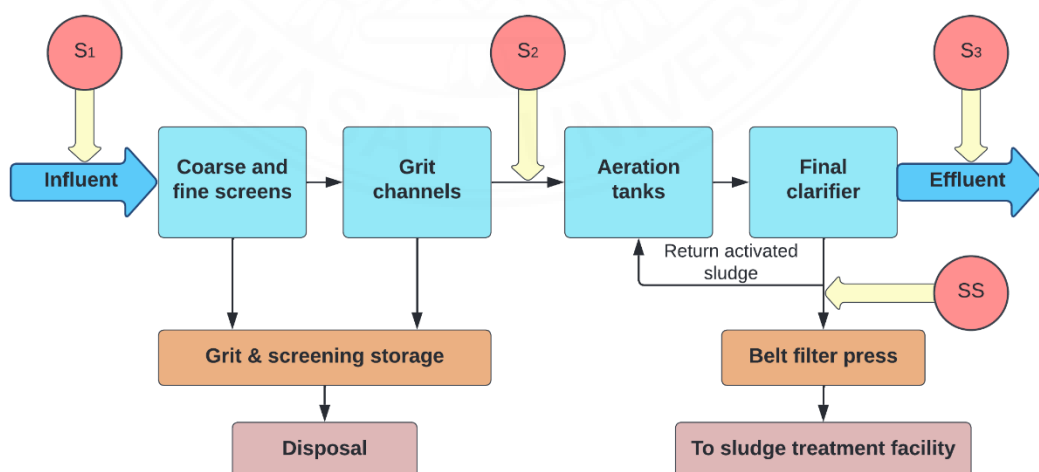 S1
S2
S3
Influent
Coarse and
fine screens
Grit
channels
Aeration
tanks
Final
clarifier
Effluent
Return activated
sludge
SS
Grit & screening storage
Belt filter press
Disposal
To sludge treatment facility